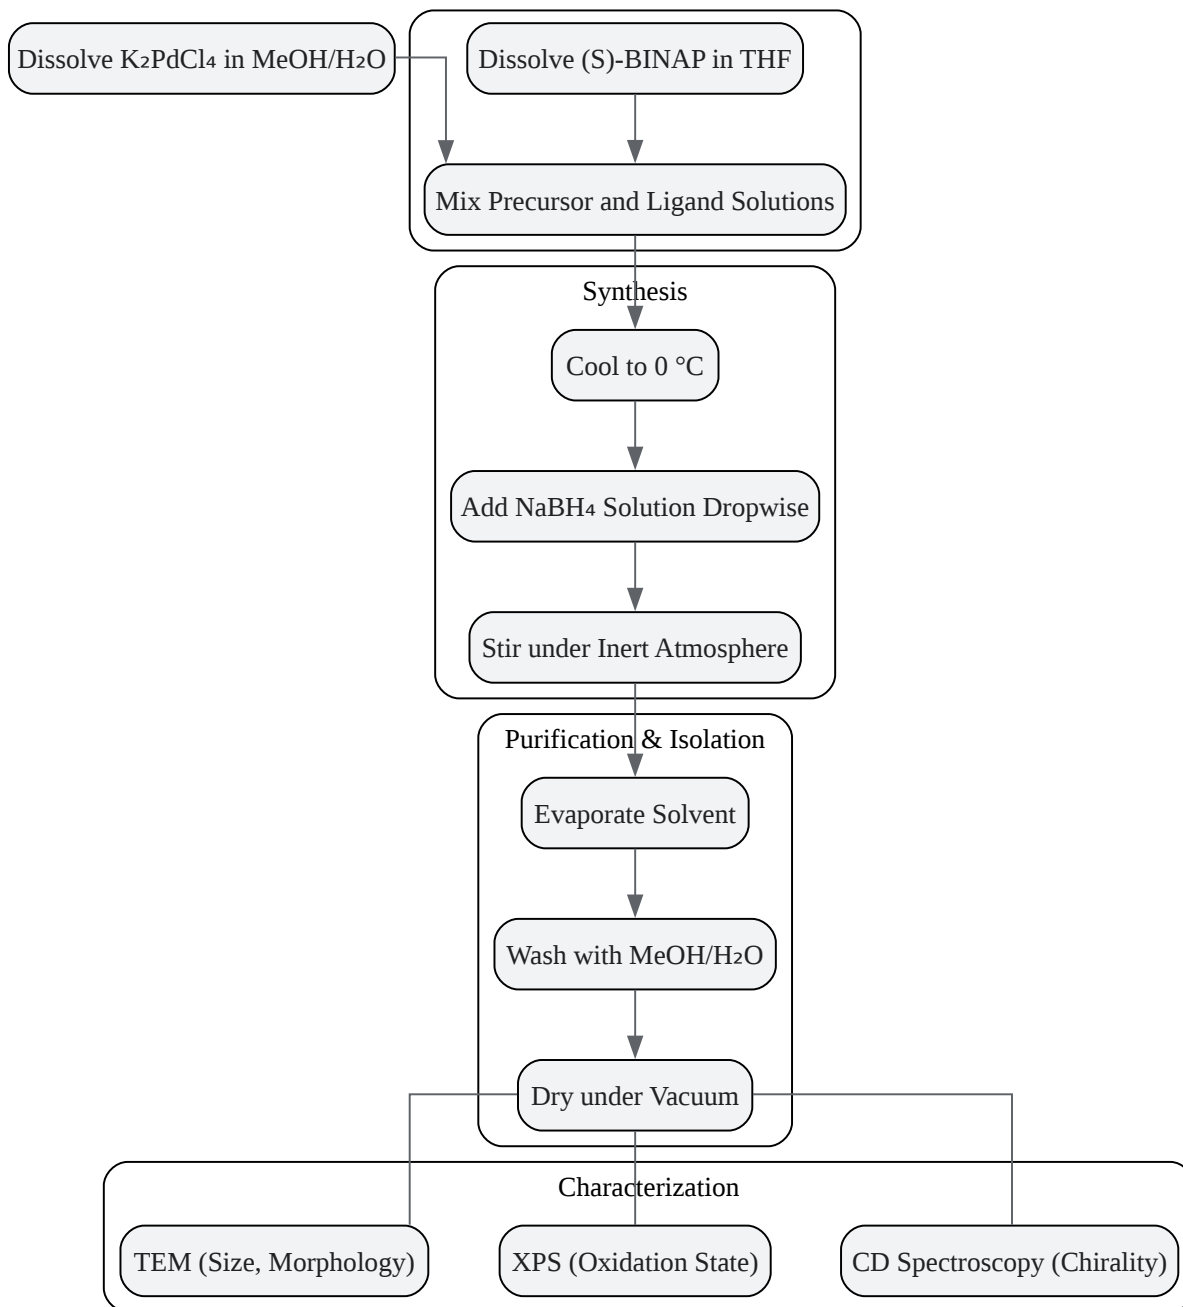 Dissolve K₂PdCl₄ in MeOH/H₂O
Dissolve (S)-BINAP in THF
Mix Precursor and Ligand Solutions
Synthesis
Cool to 0 °C
Add NaBH₄ Solution Dropwise
Stir under Inert Atmosphere
Purification & Isolation
Evaporate Solvent
Wash with MeOH/H₂O
Dry under Vacuum
Characterization
TEM (Size, Morphology)
XPS (Oxidation State)
CD Spectroscopy (Chirality)